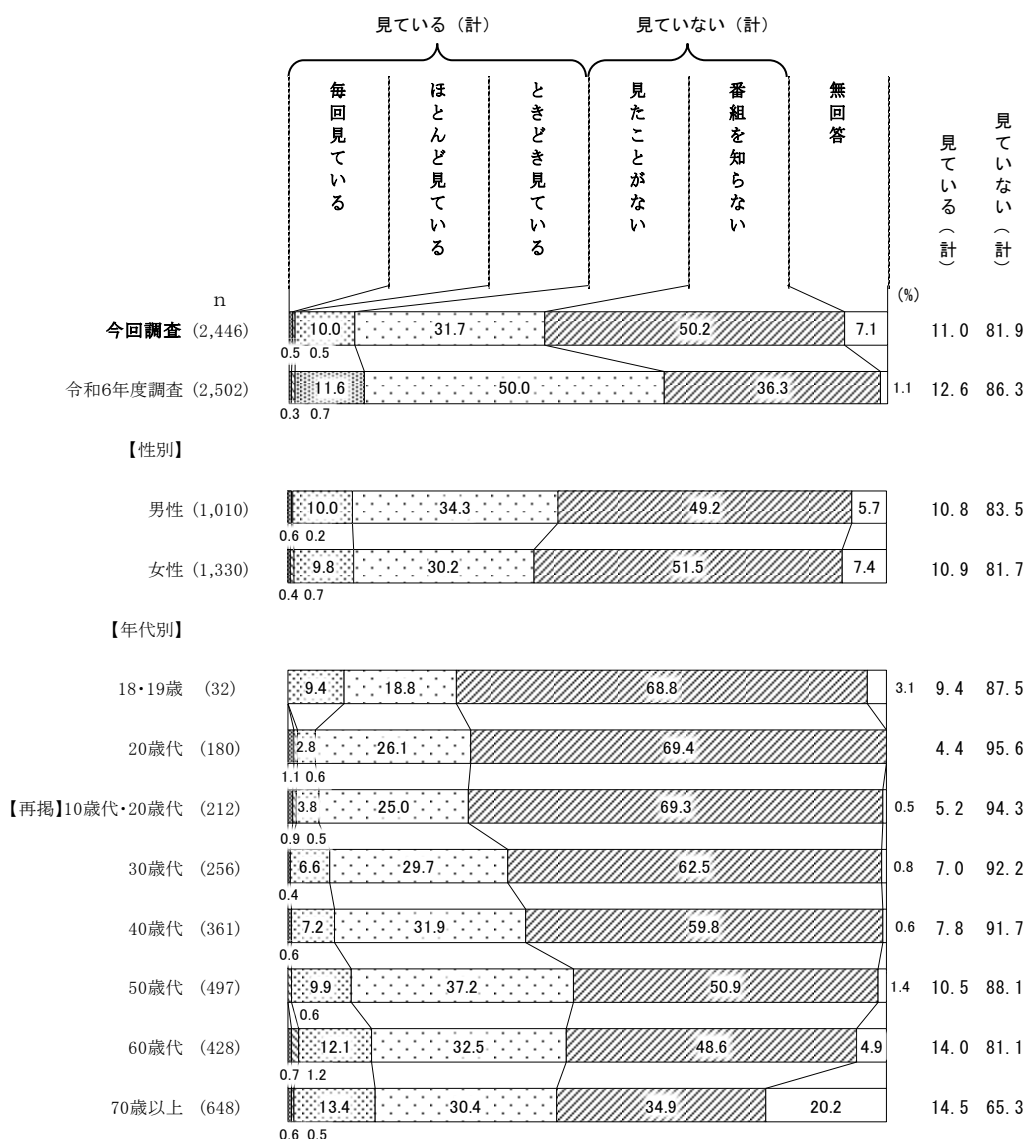 見ている（計）　見ていない（計）
毎回見ている
ほとんど見ている
ときどき見ている
見たことがない
番組を知らない
無回答
見ている（計）
見ていない（計）
n
(%)
今回調査 (2,446) 10.0 31.7 50.2 7.1 11.0 81.9
0.5 0.5
令和6年度調査 (2,502) 11.6 50.0 36.3 1.1 12.6 86.3
0.3 0.7
【性別】
男性 (1,010) 10.0 34.3 49.2 5.7 10.8 83.5
0.6 0.2
女性 (1,330) 9.8 30.2 51.5 7.4 10.9 81.7
0.4 0.7
【年代別】
18・19歳 (32) 9.4 18.8 68.8 3.1 9.4 87.5
20歳代 (180) 2.8 26.1 69.4 4.4 95.6
1.1 0.6
【再掲】10歳代・20歳代 (212) 3.8 25.0 69.3 0.5 5.2 94.3
0.9 0.5
30歳代 (256) 6.6 29.7 62.5 0.8 7.0 92.2
0.4
40歳代 (361) 7.2 31.9 59.8 0.6 7.8 91.7
0.6
50歳代 (497) 9.9 37.2 50.9 1.4 10.5 88.1
0.6
60歳代 (428) 12.1 32.5 48.6 4.9 14.0 81.1
0.7 1.2
70歳以上 (648) 13.4 30.4 34.9 20.2 14.5 65.3
0.6 0.5